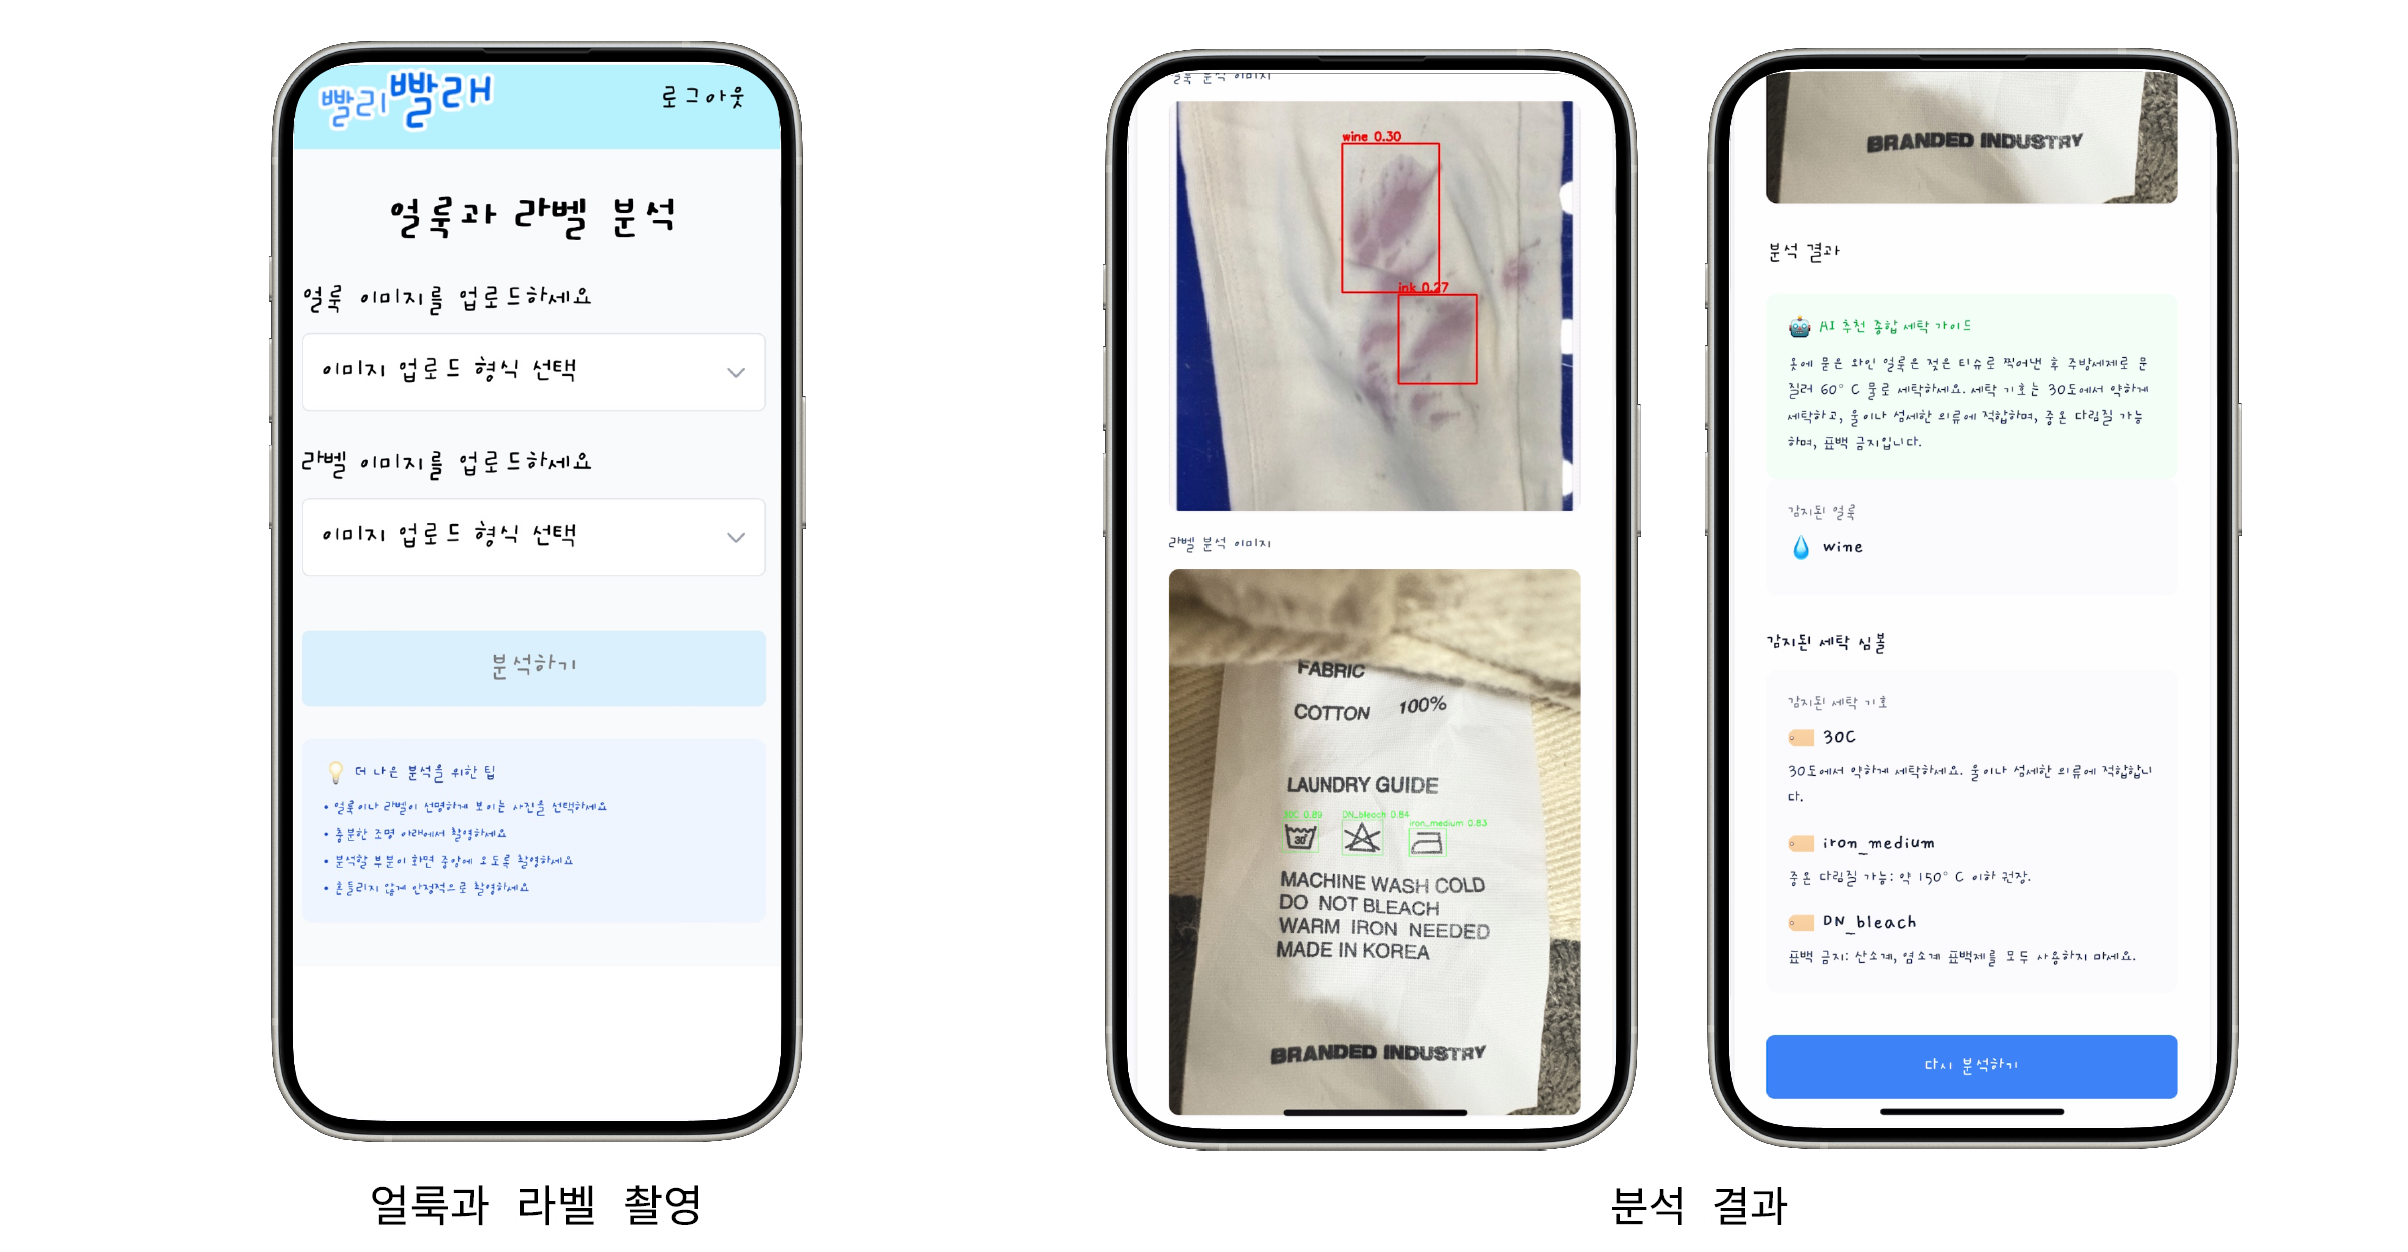 빨리빨래
로그아웃
얼룩과 라벨 분석
얼룩 이미지를 업로드하세요
이미지 업로드 형식 선택
라벨 이미지를 업로드하세요
이미지 업로드 형식 선택
분석하기
더 나은 분석을 위한 팁
• 얼룩이나 라벨이 선명하게 보이는 사진을 선택하세요
• 충분한 조명 아래에서 촬영하세요
• 분석할 부분이 화면 중앙에 오도록 촬영하세요
• 흔들리지 않게 안정적으로 촬영하세요
얼룩과 라벨 촬영
얼룩 분석 이미지
wine 0.30
ink 0.27
라벨 분석 이미지
FABRIC
COTTON 100%
LAUNDRY GUIDE
30C 0.89 DN_bleach 0.84 iron_medium 0.83
30°
MACHINE WASH COLD
DO NOT BLEACH
WARM IRON NEEDED
MADE IN KOREA
BRANDED INDUSTRY
BRANDED INDUSTRY
분석 결과
AI 추천 종합 세탁 가이드
옷에 묻은 와인 얼룩은 젖은 티슈로 찍어낸 후 주방세제로 문
질러 60° C 물로 세탁하세요. 세탁 기호는 30도에서 약하게
세탁하고, 울이나 섬세한 의류에 적합하며, 중온 다림질 가능
하며, 표백 금지입니다.
감지된 얼룩
wine
감지된 세탁 심볼
감지된 세탁 기호
30C
30도에서 약하게 세탁하세요. 울이나 섬세한 의류에 적합합니
다.
iron_medium
중온 다림질 가능: 약 150° C 이하 권장.
DN_bleach
표백 금지: 산소계, 염소계 표백제를 모두 사용하지 마세요.
다시 분석하기
분석 결과